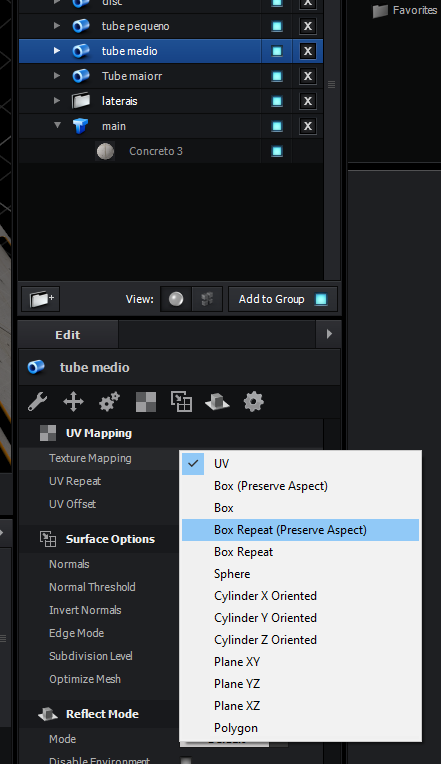 disc
Favorites
tube pequeno
X
tube medio
X
Tube maiorr
X
laterais
X
main
X
Concreto 3
View:
Add to Group
Edit
tube medio
UV Mapping
Texture Mapping
UV Repeat
UV Offset
Surface Options
Normals
Normal Threshold
Invert Normals
Edge Mode
Subdivision Level
Optimize Mesh
Reflect Mode
Mode
Default
Disable Environment
UV
Box (Preserve Aspect)
Box
Box Repeat (Preserve Aspect)
Box Repeat
Sphere
Cylinder X Oriented
Cylinder Y Oriented
Cylinder Z Oriented
Plane XY
Plane YZ
Plane XZ
Polygon